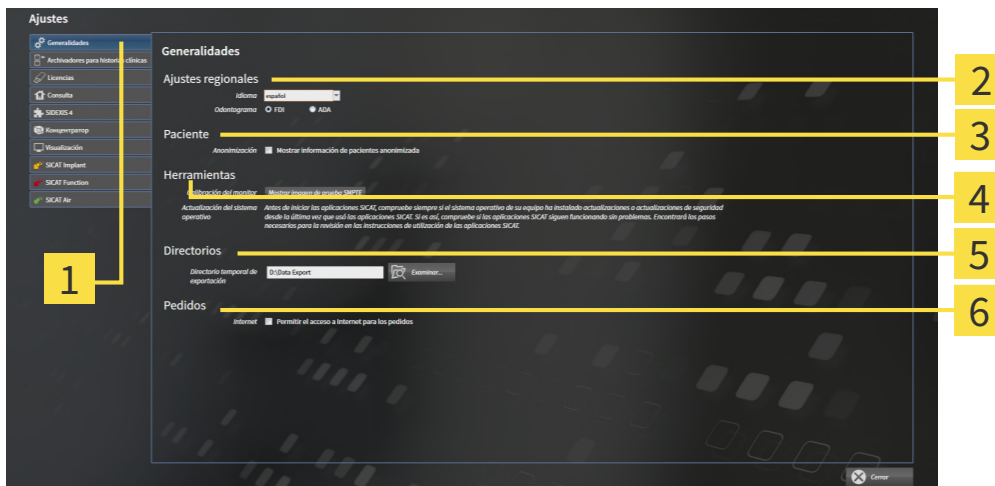 Ajustes
Generalidades
Archivadores para historias clínicas
Licencias
Consulta
SIDEXIS 4
Концентратор
Visualización
SICAT Implant
SICAT Function
SICAT Air
1
Generalidades
Ajustes regionales
Idioma español
Odontograma FDI ADA
Paciente
Anonimización Mostrar información de pacientes anonimizada
Herramientas
Calibración del monitor Mostrar imagen de prueba SMPTE
Actualización del sistema operativo
Antes de iniciar las aplicaciones SICAT, compruebe siempre si el sistema operativo de su equipo ha instalado actualizaciones o actualizaciones de seguridad
desde la última vez que usó las aplicaciones SICAT. Si es así, compruebe si las aplicaciones SICAT siguen funcionando sin problemas. Encontrará los pasos
necesarios para la revisión en las instrucciones de utilización de las aplicaciones SICAT.
Directorios
Directorio temporal de exportación D:\Data Export Examinar...
Pedidos
Internet Permitir el acceso a Internet para los pedidos
Cerrar
2
3
4
5
6